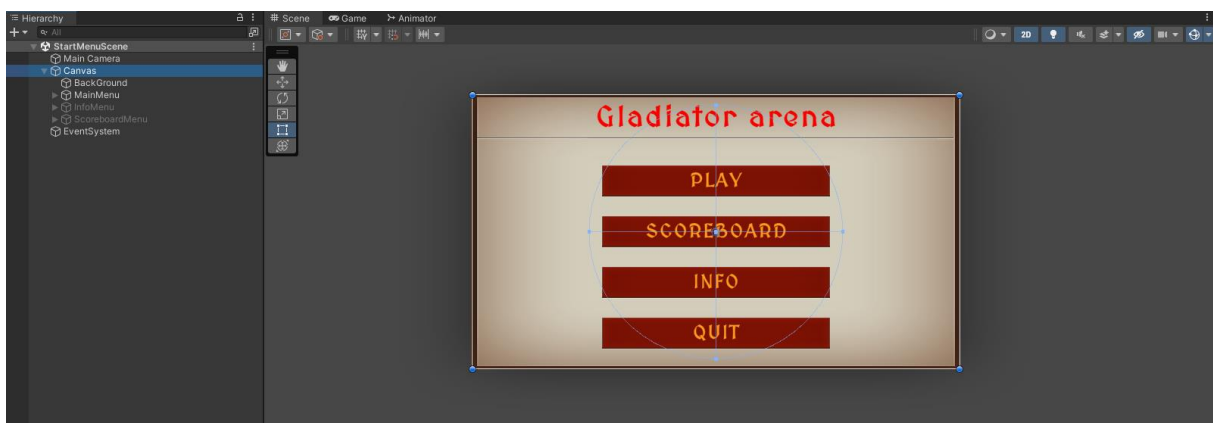 Hierarchy
Scene Game Animator
All
StartMenuScene
Main Camera
Canvas
BackGround
MainMenu
InfoMenu
ScoreboardMenu
EventSystem
2D
Gladiator arena
PLAY
SCOREBOARD
INFO
QUIT